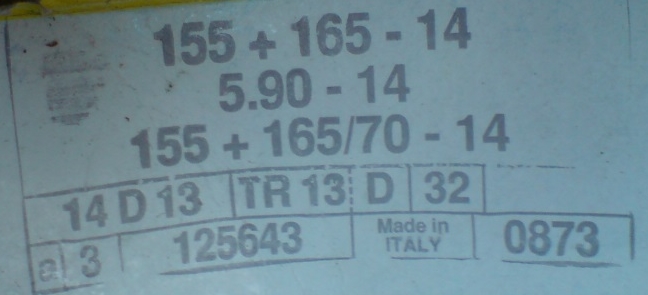 155 + 165 - 14
5.90 - 14
155 + 165/70 - 14
14 D 13 TR 13 D 32
a 3 125643 Made in ITALY 0873